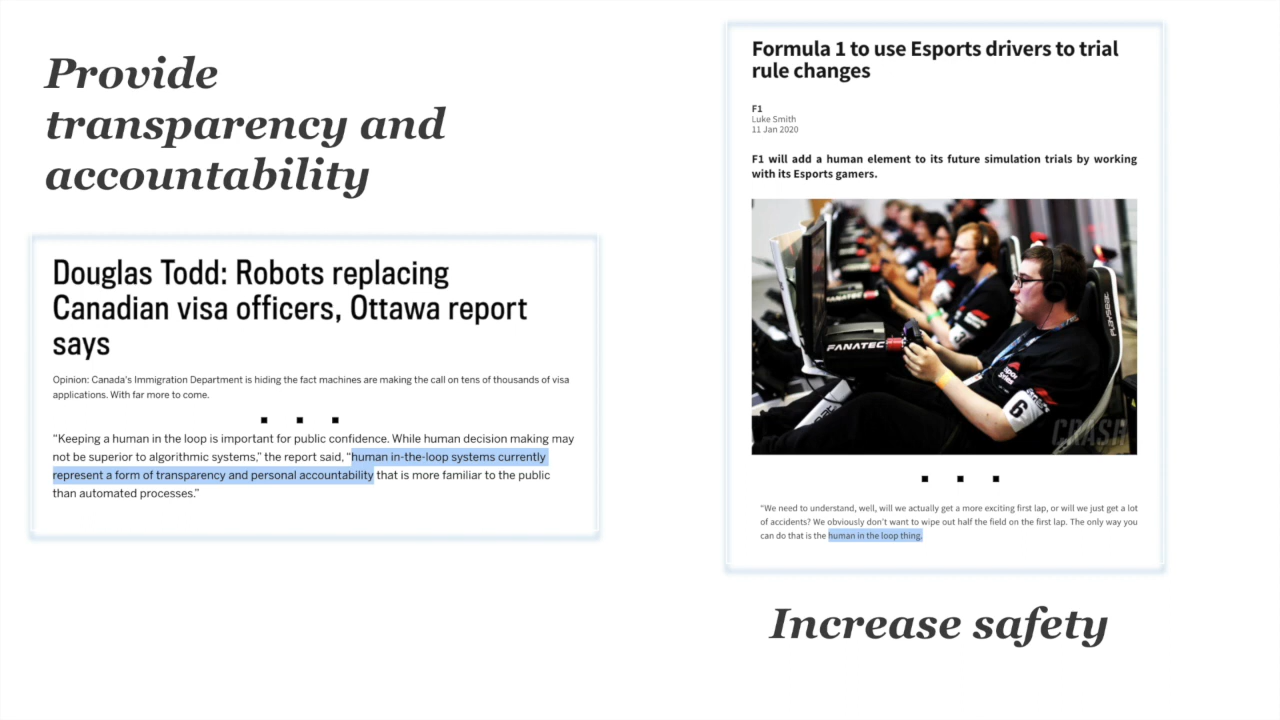 Provide
transparency and
accountability
Douglas Todd: Robots replacing
Canadian visa officers, Ottawa report
says
Opinion: Canada's Immigration Department is hiding the fact machines are making the call on tens of thousands of visa
applications. With far more to come.
“Keeping a human in the loop is important for public confidence. While human decision making may
not be superior to algorithmic systems,” the report said, “human in-the-loop systems currently
represent a form of transparency and personal accountability that is more familiar to the public
than automated processes.”
Formula 1 to use Esports drivers to trial
rule changes
F1
Luke Smith
11 Jan 2020
F1 will add a human element to its future simulation trials by working
with its Esports gamers.
PLAYSEAT
FANATEC
FANATEC
6
CRASH
“We need to understand, well, will we actually get a more exciting first lap, or will we just get a lot
of accidents? We obviously don’t want to wipe out half the field on the first lap. The only way you
can do that is the human in the loop thing.
Increase safety